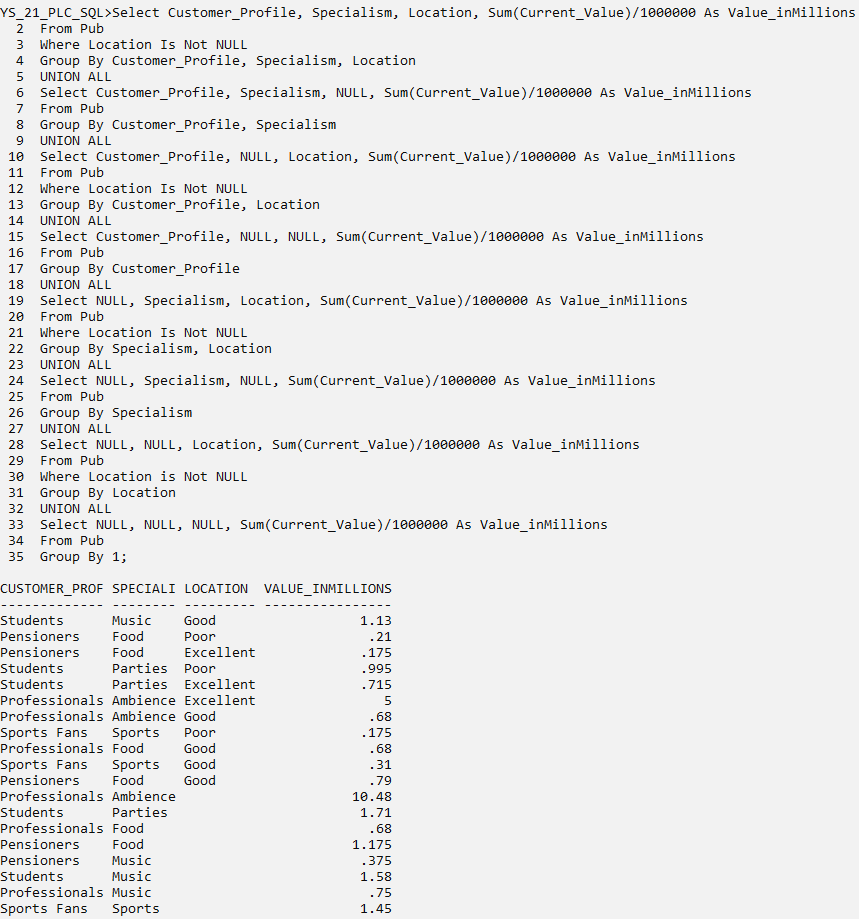 YS_21_PLC_SQL>Select Customer_Profile, Specialism, Location, Sum(Current_Value)/1000000 As Value_inMillions
  2  From Pub
  3  Where Location Is Not NULL
  4  Group By Customer_Profile, Specialism, Location
  5  UNION ALL
  6  Select Customer_Profile, Specialism, NULL, Sum(Current_Value)/1000000 As Value_inMillions
  7  From Pub
  8  Group By Customer_Profile, Specialism
  9  UNION ALL
 10  Select Customer_Profile, NULL, Location, Sum(Current_Value)/1000000 As Value_inMillions
 11  From Pub
 12  Where Location Is Not NULL
 13  Group By Customer_Profile, Location
 14  UNION ALL
 15  Select Customer_Profile, NULL, NULL, Sum(Current_Value)/1000000 As Value_inMillions
 16  From Pub
 17  Group By Customer_Profile
 18  UNION ALL
 19  Select NULL, Specialism, Location, Sum(Current_Value)/1000000 As Value_inMillions
 20  From Pub
 21  Where Location Is Not NULL
 22  Group By Specialism, Location
 23  UNION ALL
 24  Select NULL, Specialism, NULL, Sum(Current_Value)/1000000 As Value_inMillions
 25  From Pub
 26  Group By Specialism
 27  UNION ALL
 28  Select NULL, NULL, Location, Sum(Current_Value)/1000000 As Value_inMillions
 29  From Pub
 30  Where Location is Not NULL
 31  Group By Location
 32  UNION ALL
 33  Select NULL, NULL, NULL, Sum(Current_Value)/1000000 As Value_inMillions
 34  From Pub
 35  Group By 1;
CUSTOMER_PROF SPECIALI LOCATION  VALUE_INMILLIONS
------------- -------- --------- ----------------
Students      Music    Good                  1.13
Pensioners    Food     Poor                   .21
Pensioners    Food     Excellent             .175
Students      Parties  Poor                  .995
Students      Parties  Excellent             .715
Professionals Ambience Excellent                5
Professionals Ambience Good                   .68
Sports Fans   Sports   Poor                  .175
Professionals Food     Good                   .68
Sports Fans   Sports   Good                   .31
Pensioners    Food     Good                   .79
Professionals Ambience                      10.48
Students      Parties                        1.71
Professionals Food                            .68
Pensioners    Food                          1.175
Pensioners    Music                          .375
Students      Music                          1.58
Professionals Music                           .75
Sports Fans   Sports                         1.45